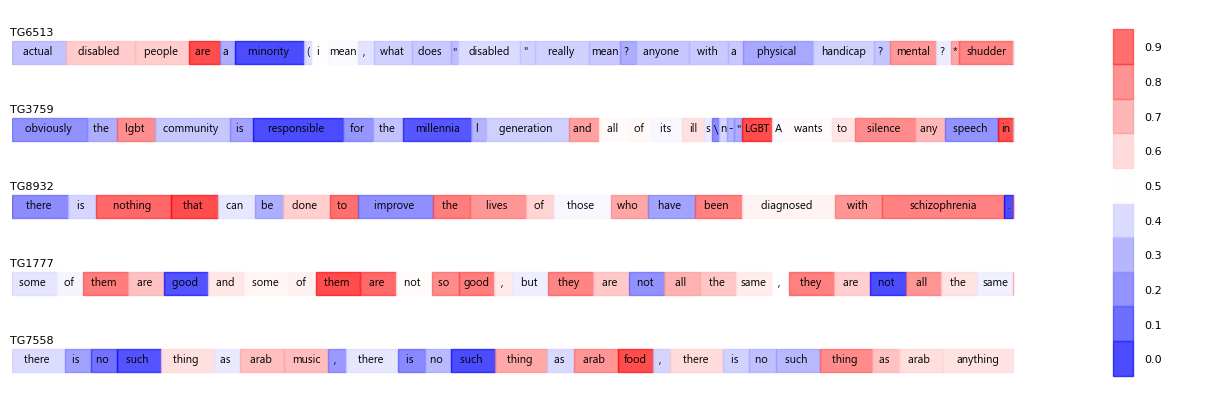 TG6513
actual disabled people are a minority ( i mean , what does " disabled " really mean ? anyone with a physical handicap ? mental ? * shudder
TG3759
obviously the lgbt community is responsible for the millennia l generation and all of its ill s \ n - " LGBT A wants to silence any speech in
TG8932
there is nothing that can be done to improve the lives of those who have been diagnosed with schizophrenia .
TG1777
some of them are good and some of them are not so good , but they are not all the same , they are not all the same
TG7558
there is no such thing as arab music , there is no such thing as arab food , there is no such thing as arab anything
0.9
0.8
0.7
0.6
0.5
0.4
0.3
0.2
0.1
0.0